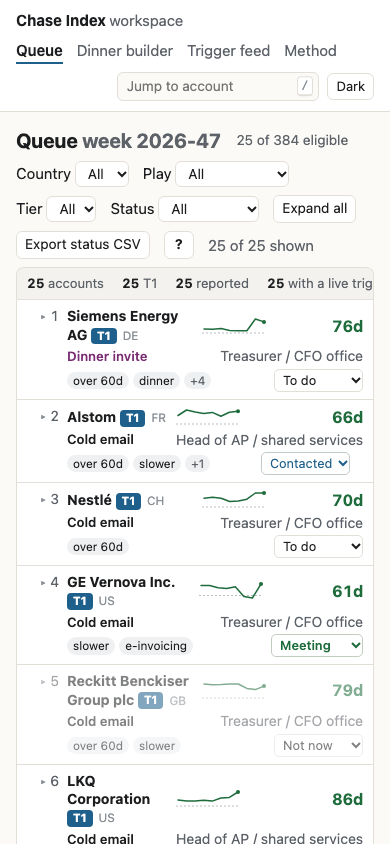 Chase Index workspace
Queue Dinner builder Trigger feed Method
Jump to account / Dark
Queue week 2026-47 25 of 384 eligible
Country All Play All
Tier All Status All Expand all
Export status CSV ? 25 of 25 shown
25 accounts 25 T1 25 reported 25 with a live trig
1 Siemens Energy 76d
AG T1 DE
Dinner invite Treasurer / CFO office
over 60d dinner +4 To do
2 Alstom T1 FR 66d
Cold email Head of AP / shared services
over 60d slower +1 Contacted
3 Nestlé T1 CH 70d
Cold email Treasurer / CFO office
over 60d To do
4 GE Vernova Inc. 61d
T1 US
Cold email Treasurer / CFO office
slower e-invoicing Meeting
5 Reckitt Benckiser 79d
Group plc T1 GB
Cold email Treasurer / CFO office
over 60d slower Not now
6 LKQ 86d
Corporation
T1 US
Cold email Head of AP / shared services